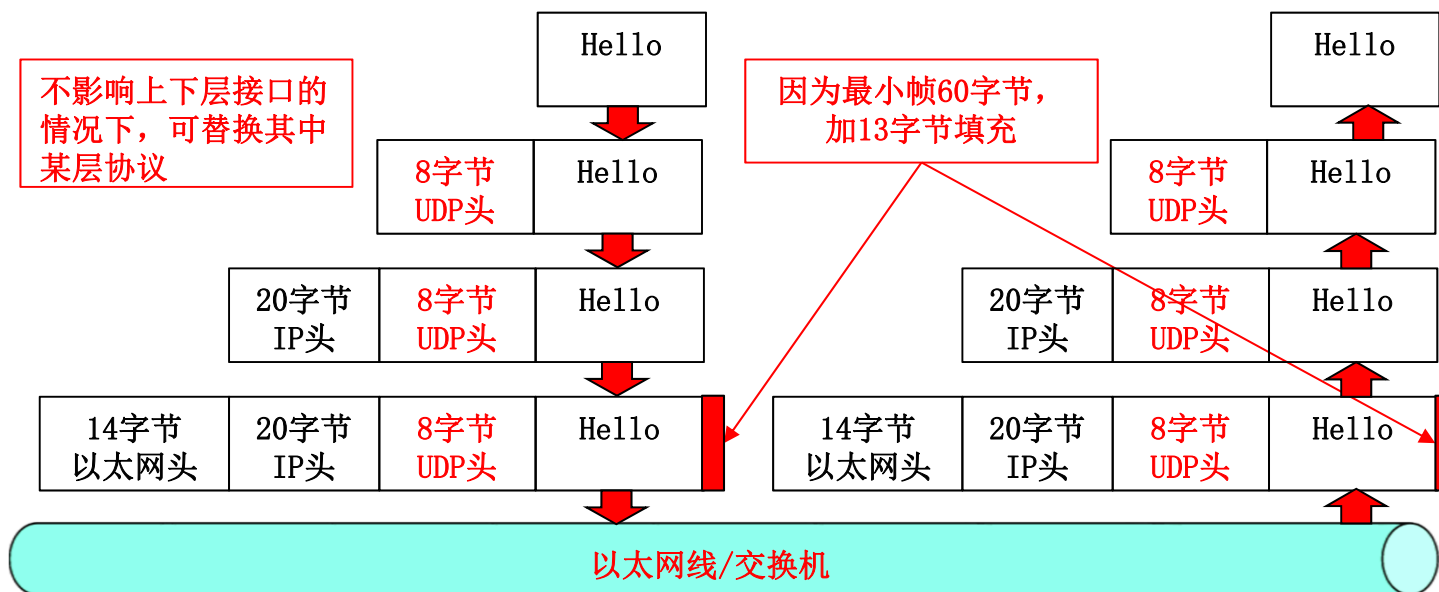 Hello
Hello
不影响上下层接口的
情况下，可替换其中
某层协议
因为最小帧60字节，
加13字节填充
8字节
UDP头
Hello
8字节
UDP头
Hello
20字节
IP头
8字节
UDP头
Hello
20字节
IP头
8字节
UDP头
Hello
14字节
以太网头
20字节
IP头
8字节
UDP头
Hello
14字节
以太网头
20字节
IP头
8字节
UDP头
Hello
以太网线/交换机